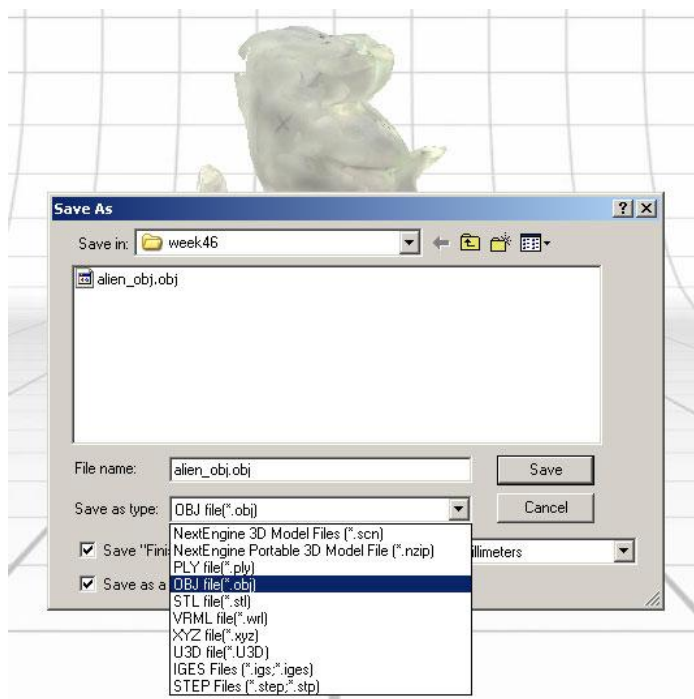 Save As
Save in: week46
alien_obj.obj
File name: alien_obj.obj Save
Save as type: OBJ file(*.obj) Cancel
NextEngine 3D Model Files (*.scn)
Save "Fini NextEngine Portable 3D Model File (*.nzip) llimeters
PLY file(*.ply)
Save as a OBJ file(*.obj)
STL file(*.stl)
VRML file(*.wrl)
XYZ file(*.xyz)
U3D file(*.U3D)
IGES Files (*.igs;*.iges)
STEP Files (*.step;*.stp)